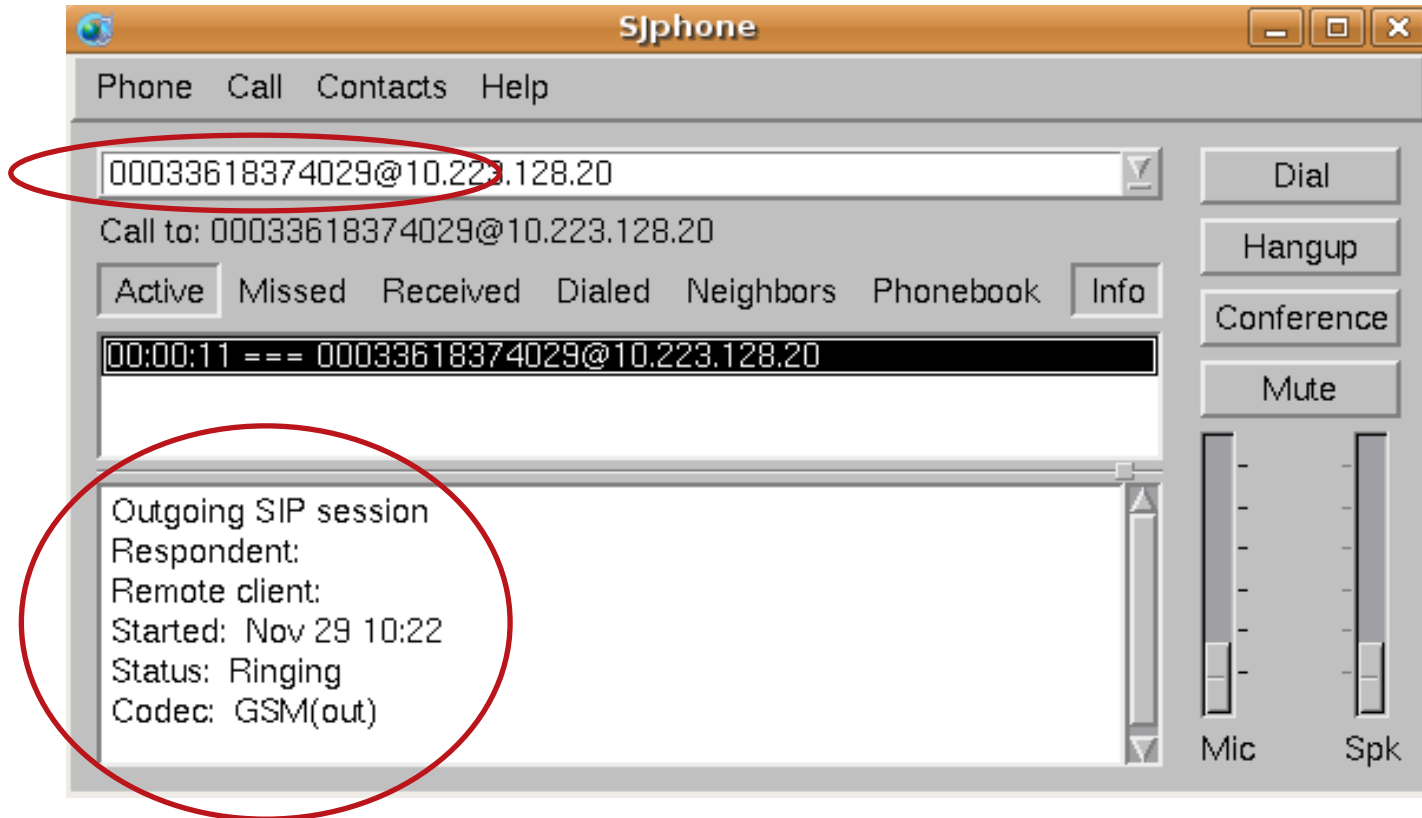 SJphone
Phone Call Contacts Help
00033618374029@10.223.128.20
Dial
Call to: 00033618374029@10.223.128.20
Hangup
Active Missed Received Dialed Neighbors Phonebook Info
Conference
00:00:11 === 00033618374029@10.223.128.20
Mute
Outgoing SIP session
Respondent:
Remote client:
Started: Nov 29 10:22
Status: Ringing
Codec: GSM(out)
Mic Spk